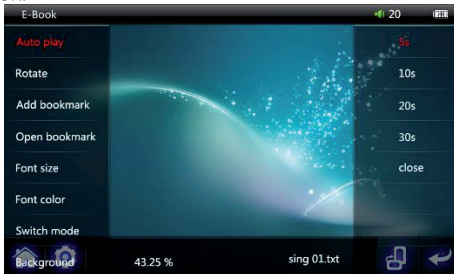 E-Book 20
Auto play 5s
Rotate 10s
Add bookmark 20s
Open bookmark 30s
Font size close
Font color
Switch mode
Background 43.25 % sing 01.txt